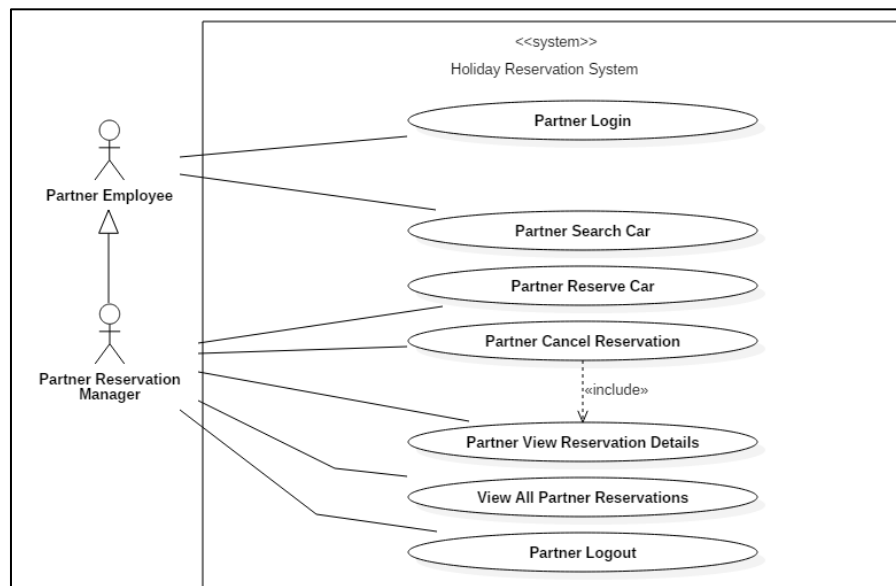 <<system>>
Holiday Reservation System
Partner Login
Partner Employee
Partner Search Car
Partner Reserve Car
Partner Cancel Reservation
Partner Reservation
Manager
«include»
Partner View Reservation Details
View All Partner Reservations
Partner Logout